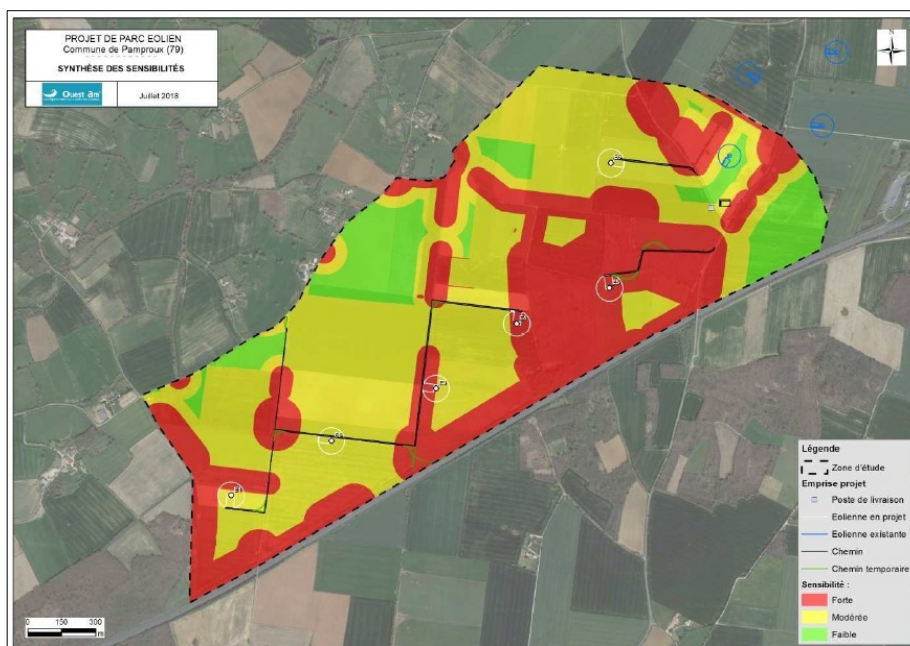 PROJET DE PARC EOLIEN
Commune de Pamproux (79)
SYNTHÈSE DES SENSIBILITÉS
Ouest am'
Juillet 2018
N
Légende
Zone d'étude
Emprise projet
Poste de livraison
Eolienne en projet
Eolienne existante
Chemin
Chemin temporaire
Sensibilité :
Forte
Modérée
Faible
0 150 300
m